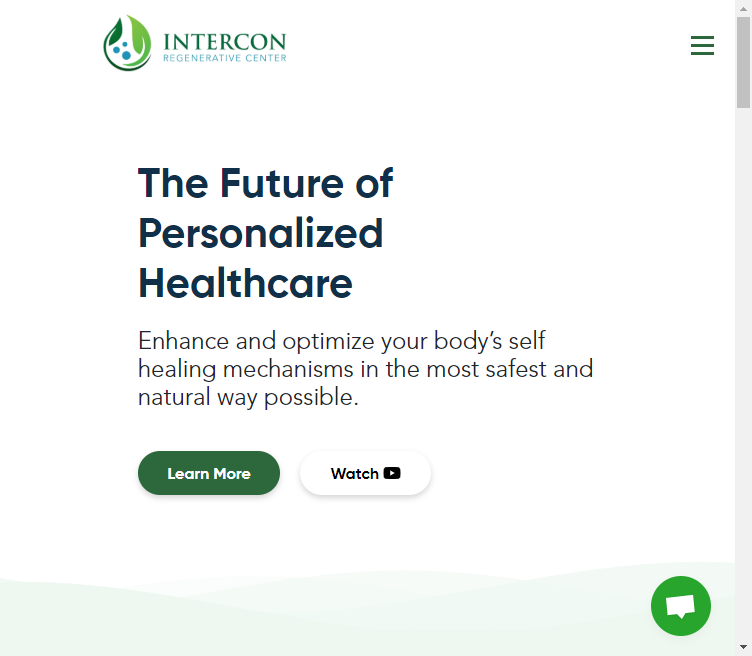 INTERCON
REGENERATIVE CENTER
The Future of
Personalized
Healthcare
Enhance and optimize your body’s self
healing mechanisms in the most safest and
natural way possible.
Learn More
Watch